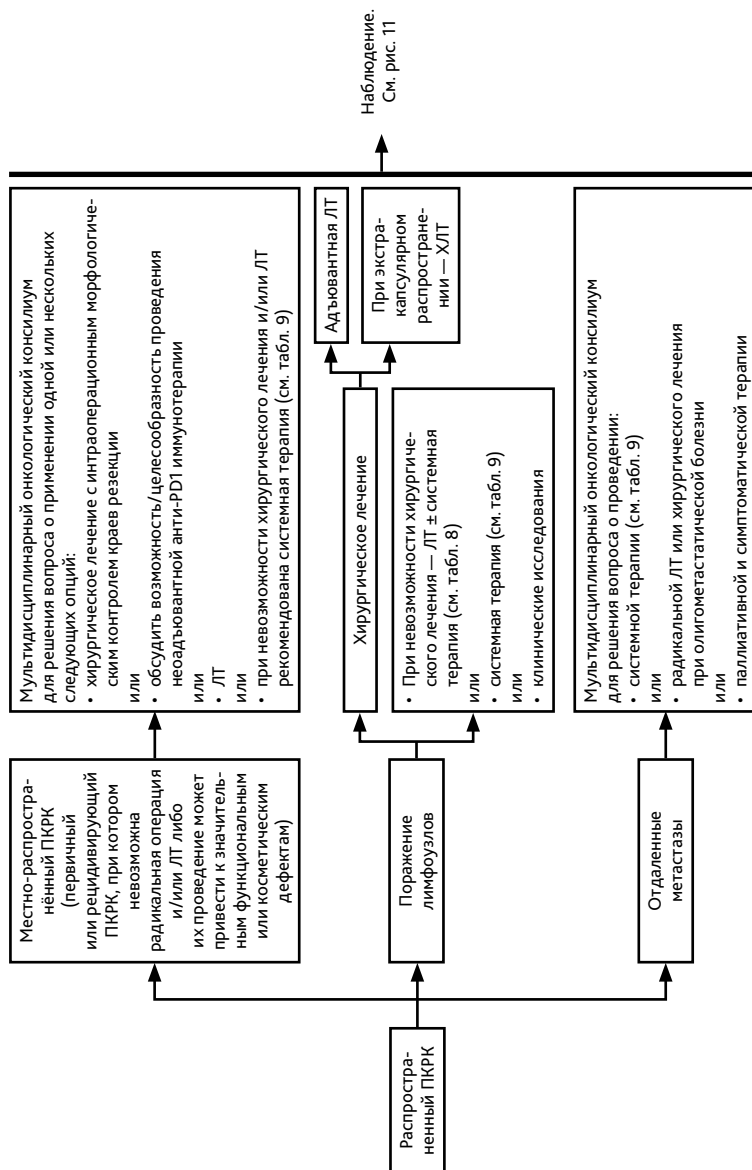 Распростра-
ненный ПКРК
Местно-распростра-
нённый ПКРК
(первичный
или рецидивирующий
ПКРК, при котором
невозможна
радикальная операция
и/или ЛТ либо
их проведение может
привести к значитель-
ным функциональным
или косметическим
дефектам)
Мультидисциплинарный онкологический консилиум
для решения вопроса о применении одной или нескольких
следующих опций:
• хирургическое лечение с интраоперационным морфологиче-
ским контролем краев резекции
или
• обсудить возможность/целесообразность проведения
неоадъювантной анти-PD1 иммунотерапии
или
• ЛТ
или
• при невозможности хирургического лечения и/или ЛТ
рекомендована системная терапия (см. табл. 9)
Поражение
лимфоузлов
Хирургическое лечение
Адъювантная ЛТ
При экстра-
капсулярном
распростране-
нии — ХЛТ
• При невозможности хирургиче-
ского лечения — ЛТ ± системная
терапия (см. табл. 8)
или
• системная терапия (см. табл. 9)
или
• клинические исследования
Отдаленные
метастазы
Мультидисциплинарный онкологический консилиум
для решения вопроса о проведении:
• системной терапии (см. табл. 9)
или
• радикальной ЛТ или хирургического лечения
при олигометастатической болезни
или
• паллиативной и симптоматической терапии
Наблюдение.
См. рис. 11